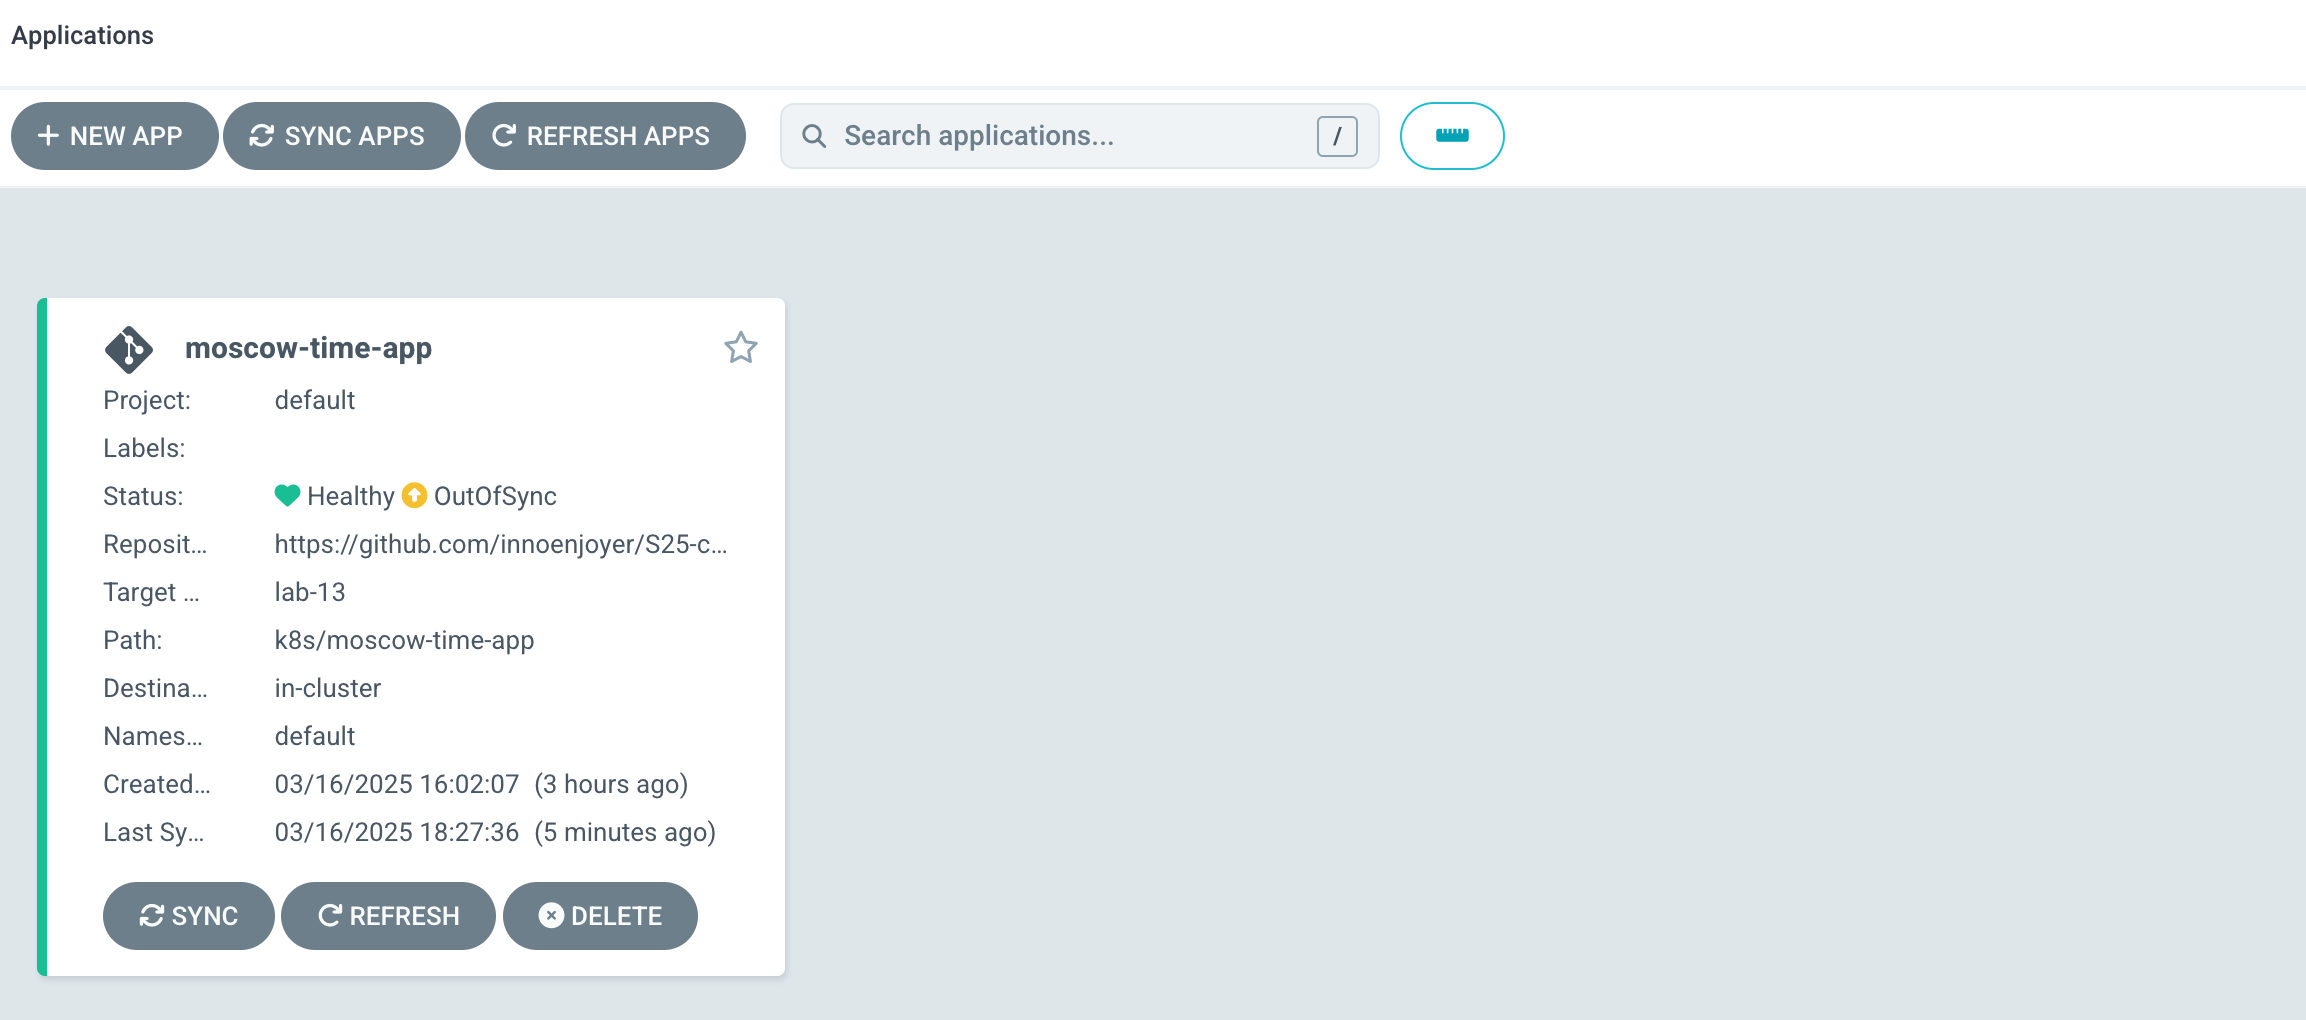 Applications
NEW APP SYNC APPS REFRESH APPS Search applications... /
moscow-time-app
Project: default
Labels:
Status: Healthy OutOfSync
Reposit... https://github.com/innoenjoyer/S25-c...
Target ... lab-13
Path: k8s/moscow-time-app
Destina... in-cluster
Names... default
Created... 03/16/2025 16:02:07 (3 hours ago)
Last Sy... 03/16/2025 18:27:36 (5 minutes ago)
SYNC REFRESH DELETE